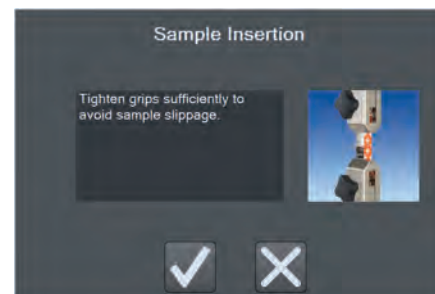 Sample Insertion
Tighten grips sufficiently to
avoid sample slippage.